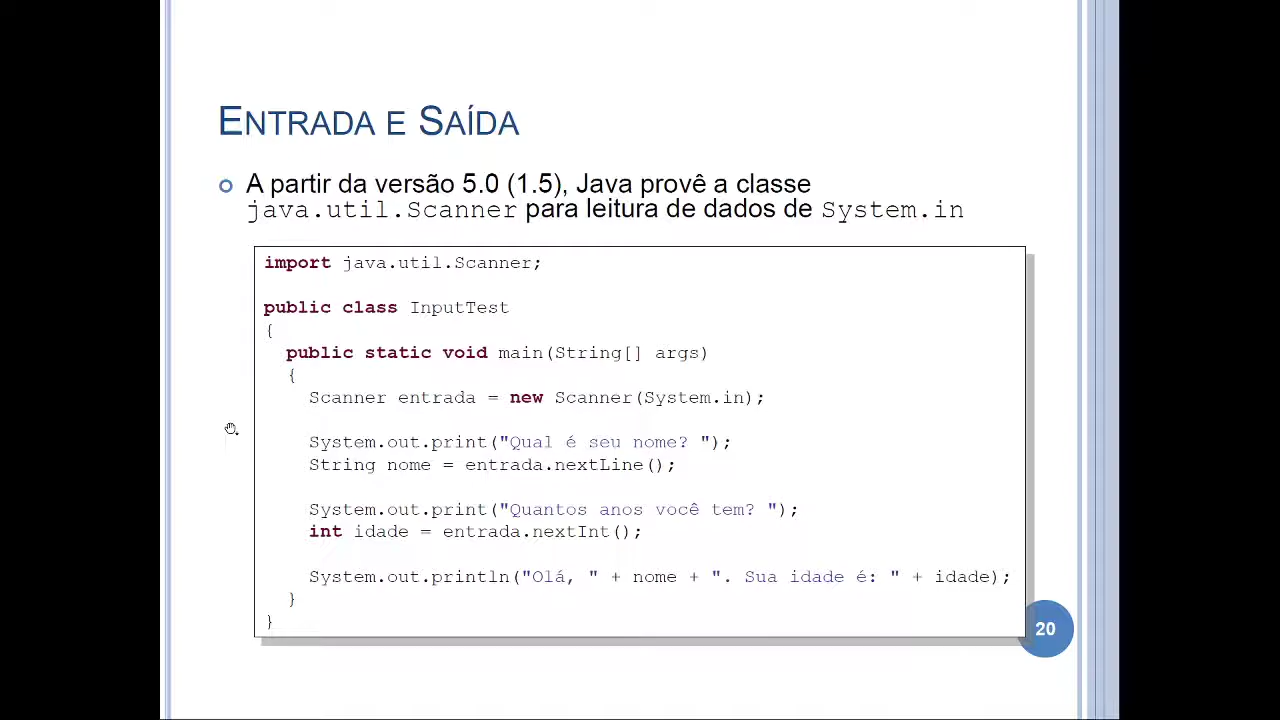 ENTRADA E SAÍDA
A partir da versão 5.0 (1.5), Java provê a classe
java.util.Scanner para leitura de dados de System.in
import java.util.Scanner;
public class InputTest
{
public static void main(String[] args)
{
Scanner entrada = new Scanner(System.in);
System.out.print("Qual é seu nome? ");
String nome = entrada.nextLine();
System.out.print("Quantos anos você tem? ");
int idade = entrada.nextInt();
System.out.println("Olá, " + nome + ". Sua idade é: " + idade);
}
}
20